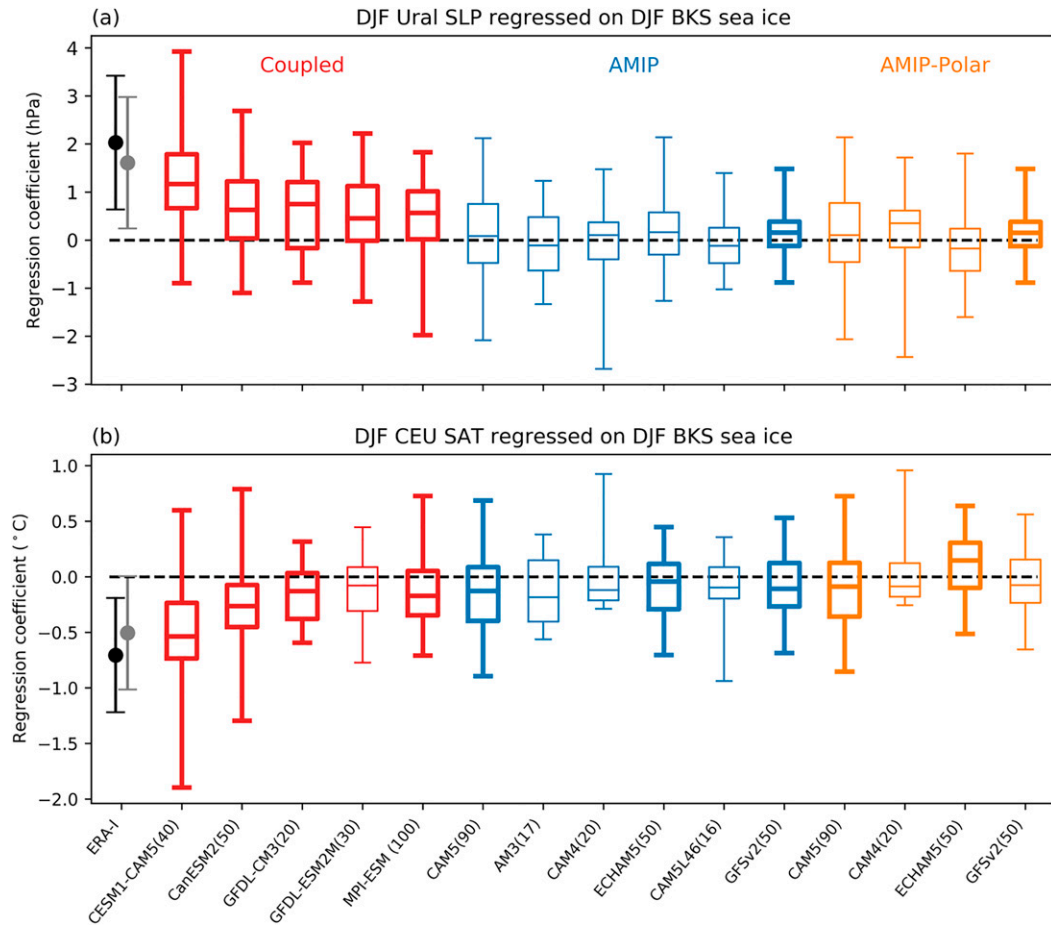 (a) DJF Ural SLP regressed on DJF BKS sea ice
Coupled AMIP AMIP-Polar
Regression coefficient (hPa)
4
3
2
1
0
−1
−2
−3
(b) DJF CEU SAT regressed on DJF BKS sea ice
Regression coefficient (°C)
1.0
0.5
0.0
−0.5
−1.0
−1.5
−2.0
ERA-I
CESM1-CAM5(40)
CanESM2(50)
GFDL-CM3(20)
GFDL-ESM2M(30)
MPI-ESM (100)
CAM5(90)
AM3(17)
CAM4(20)
ECHAM5(50)
CAM5L46(16)
GFSv2(50)
CAM5(90)
CAM4(20)
ECHAM5(50)
GFSv2(50)